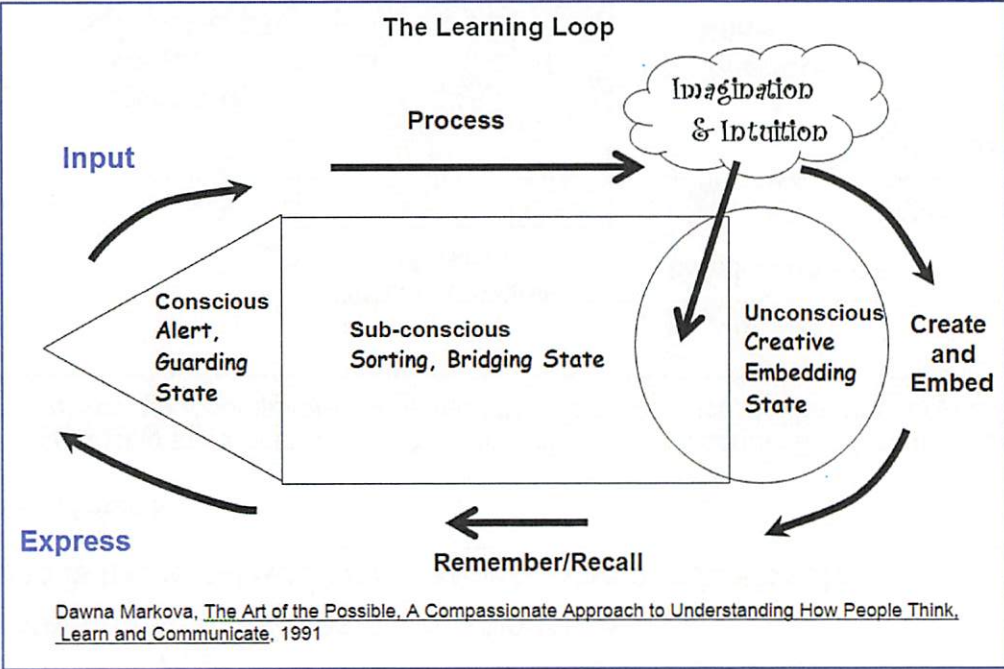 The Learning Loop
Imagination
& Intuition
Process
Input
Conscious
Alert,
Guarding
State
Sub-conscious
Sorting, Bridging State
Unconscious
Creative
Embedding
State
Create
and
Embed
Express
Remember/Recall
Dawna Markova, The Art of the Possible, A Compassionate Approach to Understanding How People Think,
Learn and Communicate, 1991